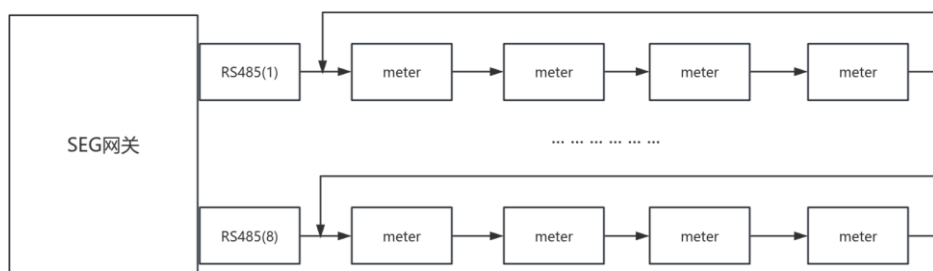 RS485(1)
meter
meter
meter
meter
SEG网关
… … … … … …
RS485(8)
meter
meter
meter
meter